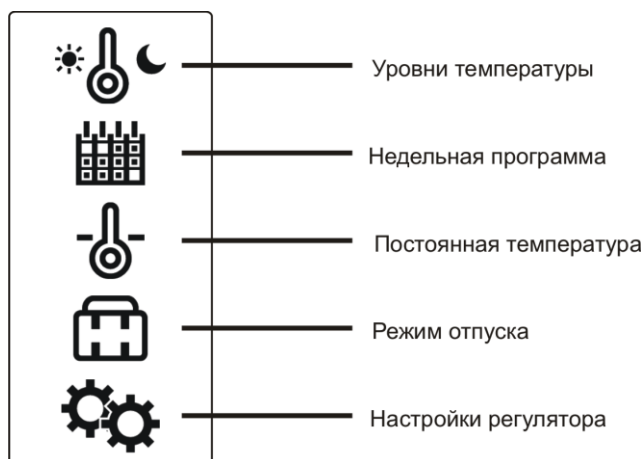 Уровни температуры
Недельная программа
Постоянная температура
Режим отпуска
Настройки регулятора